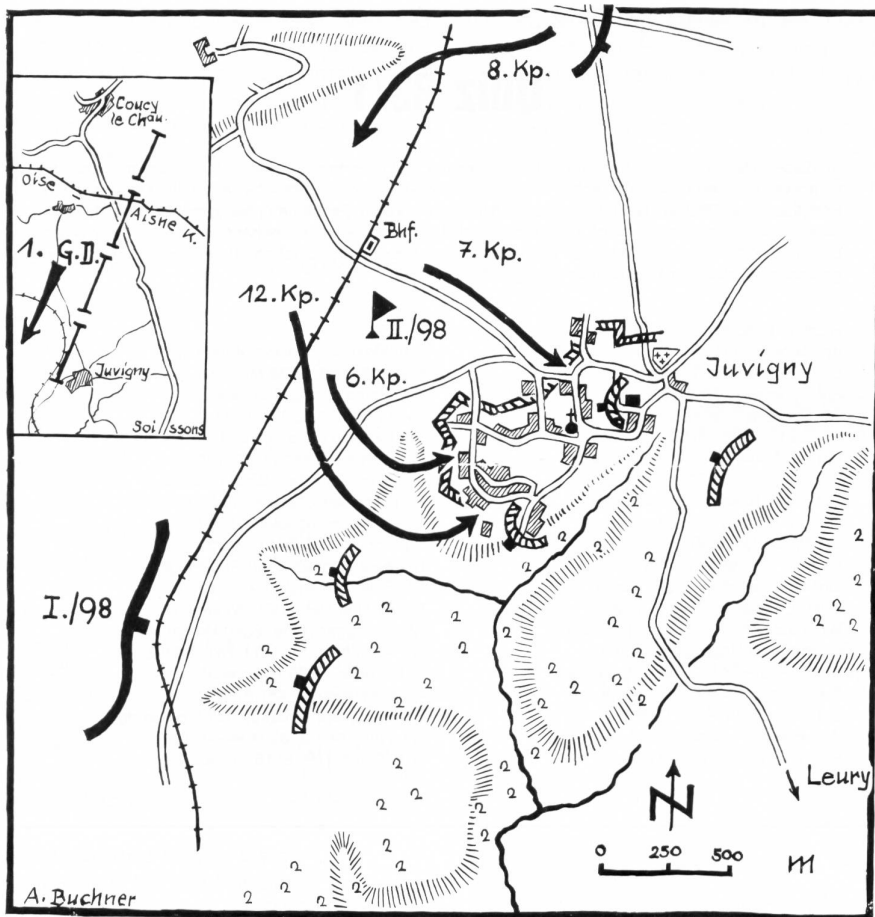 8. Kp.
Coucy
le Chau.
Oise
Aisne K.
1. G.D.
Juvigny
Soissons
Bhf.
7. Kp.
12. Kp.
II./98
6. Kp.
Juvigny
I./98
Leury
N
0 250 500 m
A. Buchner